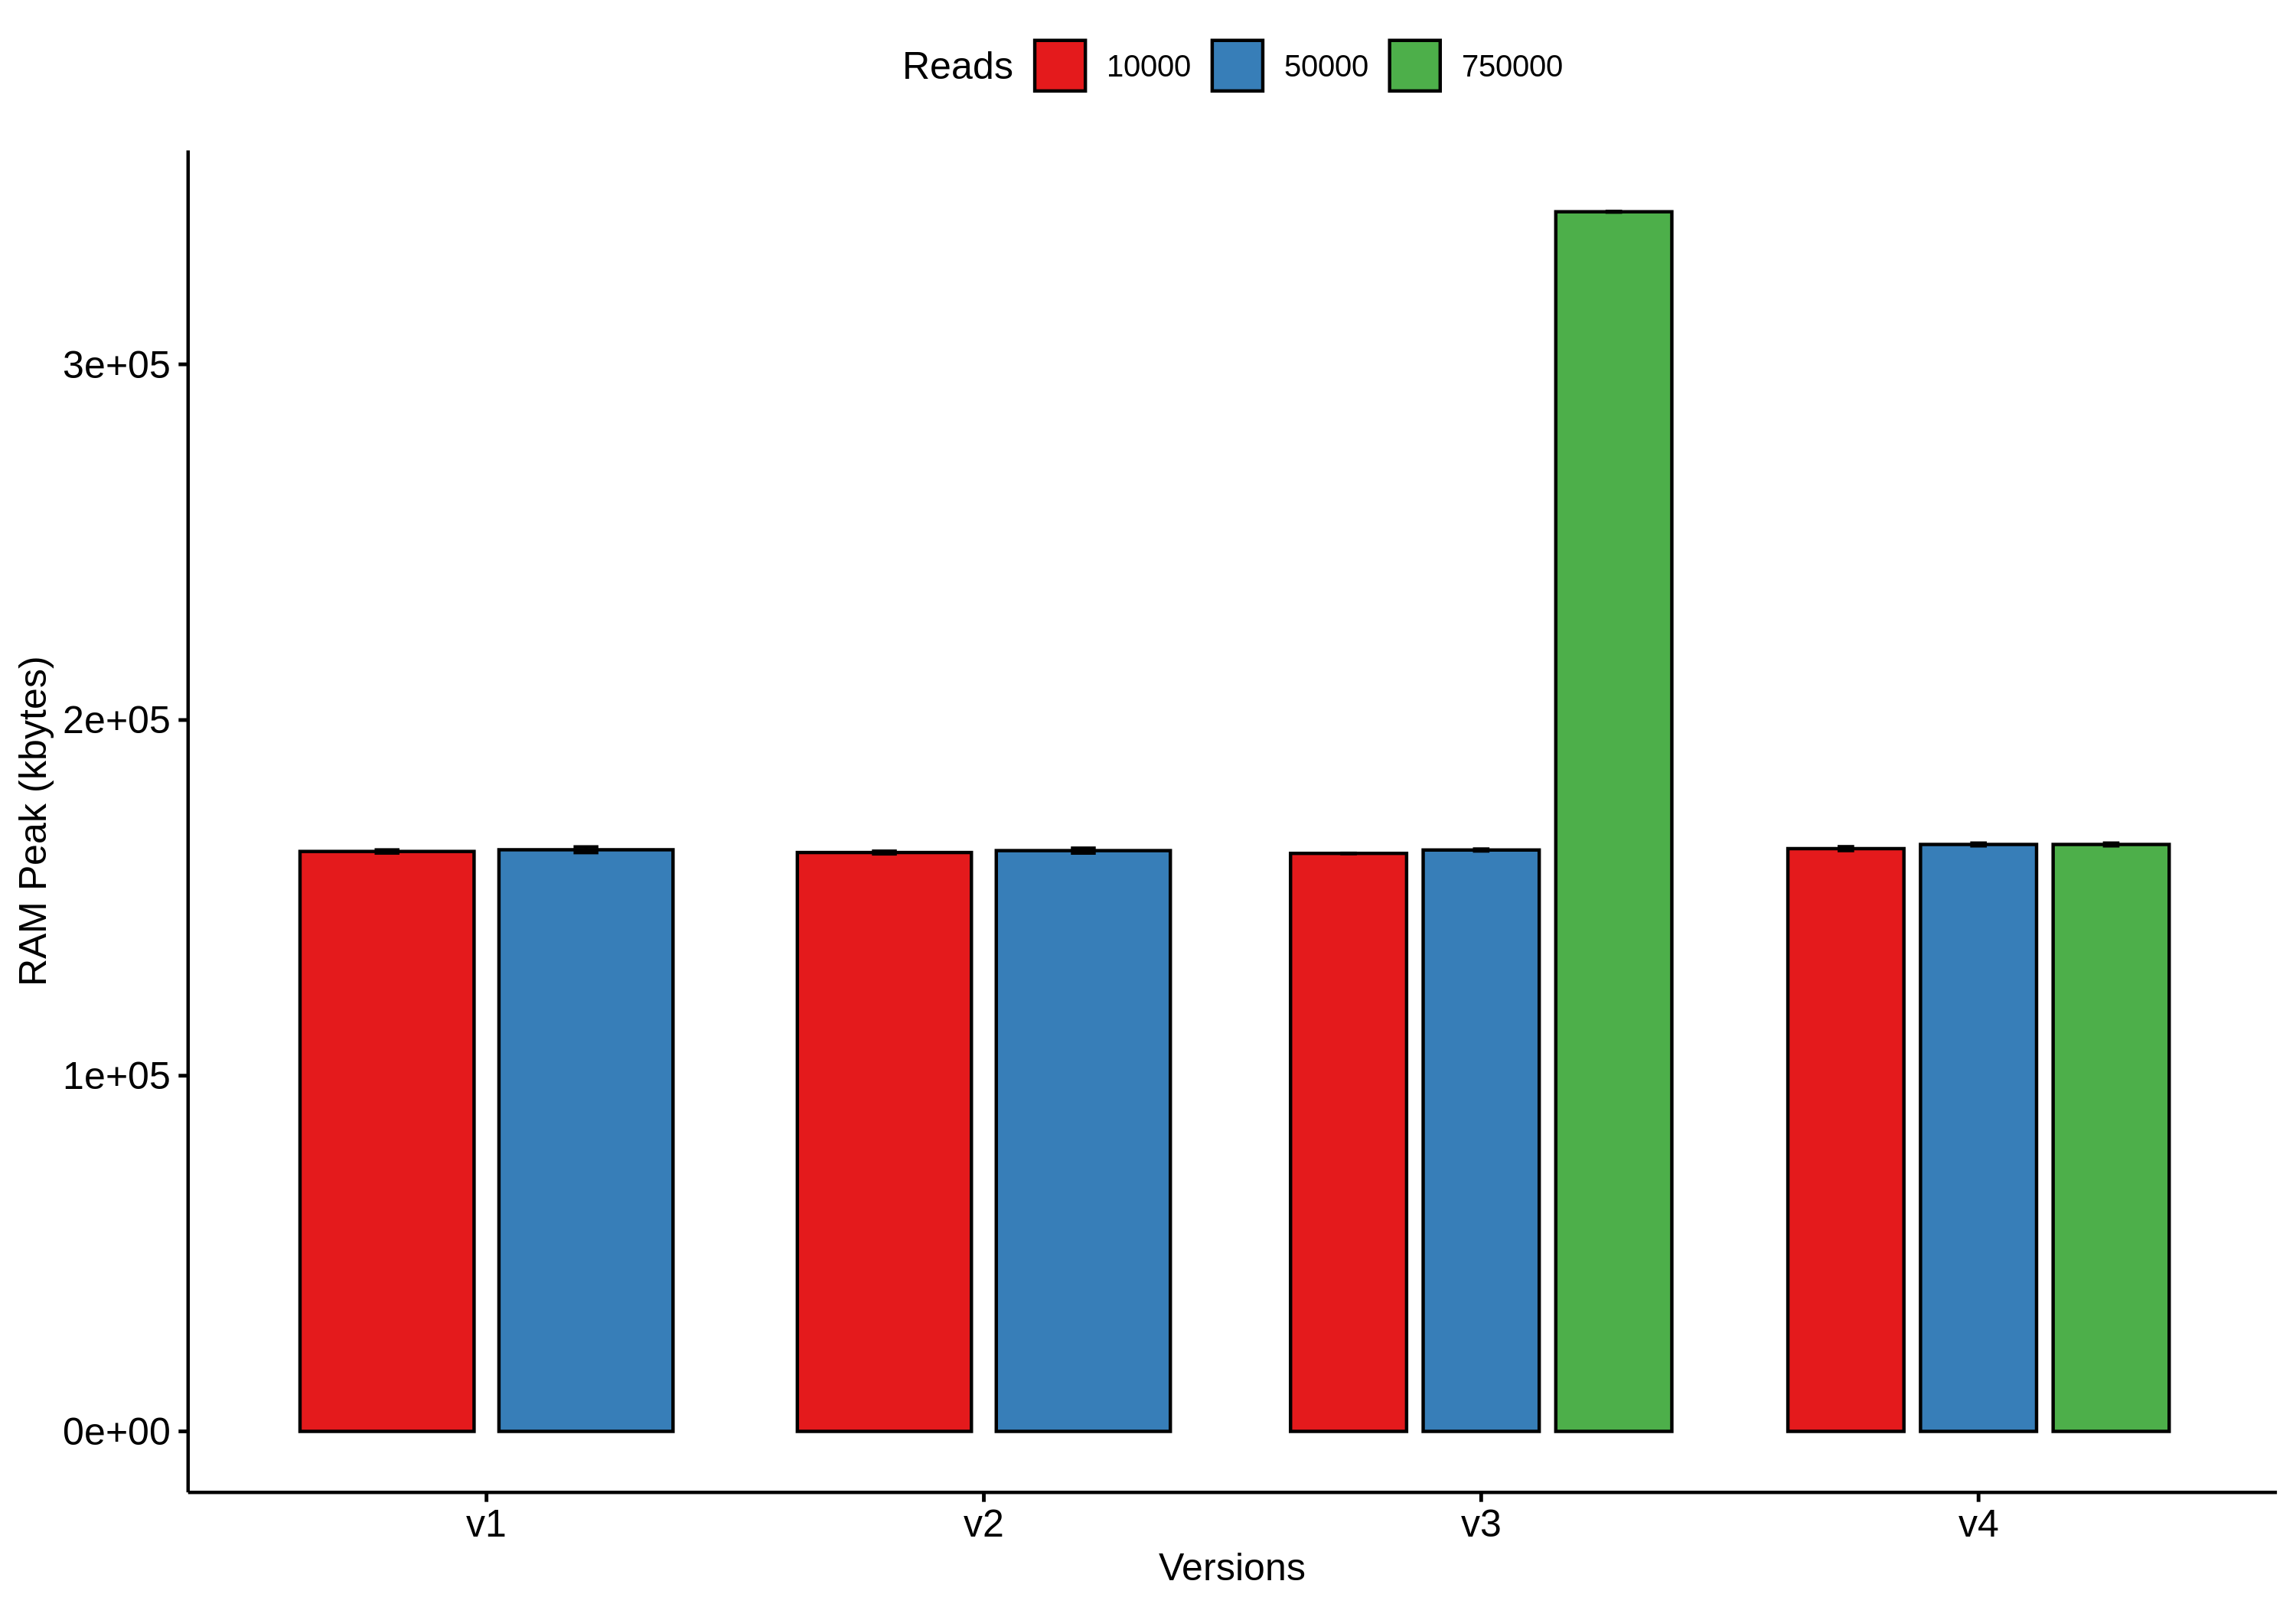 Reads 10000 50000 750000
3e+05
2e+05
1e+05
0e+00
RAM Peak (kbytes)
v1 v2 v3 v4
Versions